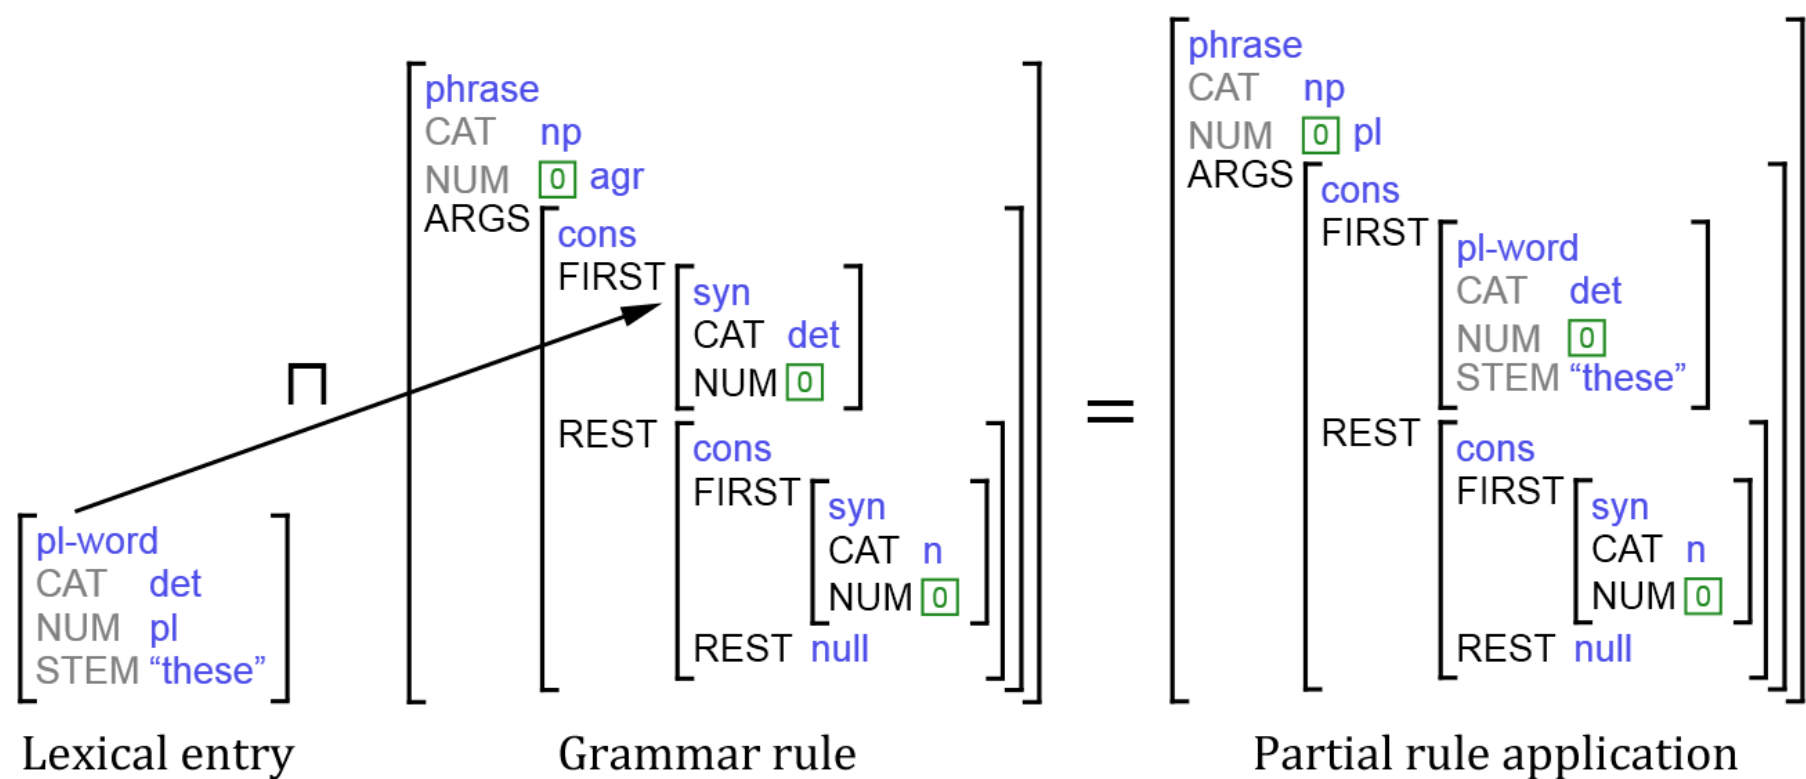 pl-word
CAT det
NUM pl
STEM “these”
Lexical entry
⊓
phrase
CAT np
NUM 0 agr
ARGS
cons
FIRST
syn
CAT det
NUM 0
REST
cons
FIRST
syn
CAT n
NUM 0
REST null
Grammar rule
=
phrase
CAT np
NUM 0 pl
ARGS
cons
FIRST
pl-word
CAT det
NUM 0
STEM “these”
REST
cons
FIRST
syn
CAT n
NUM 0
REST null
Partial rule application